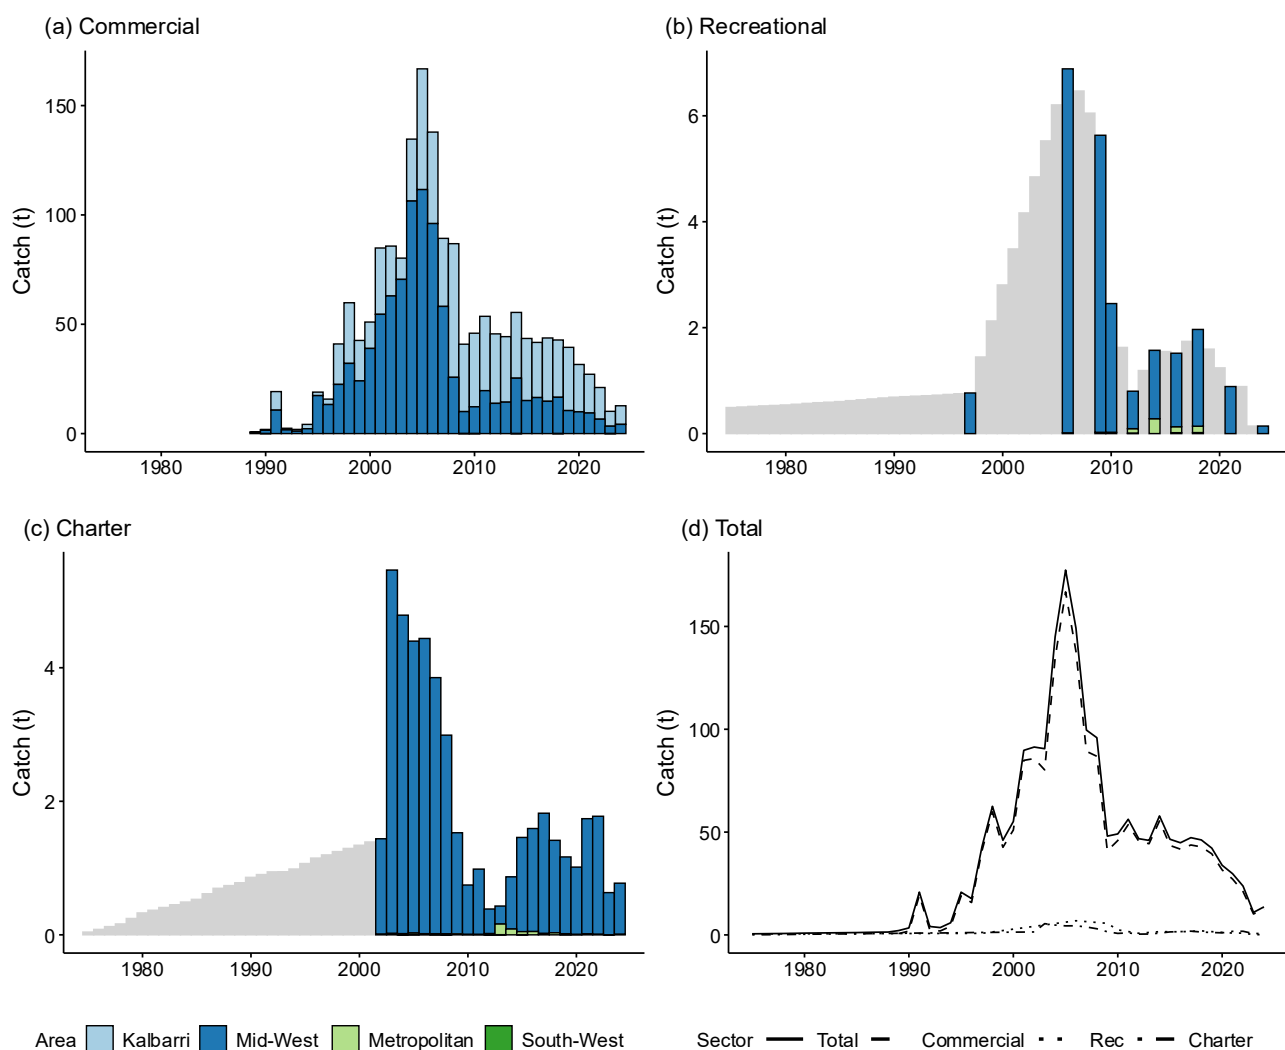 (a) Commercial
Catch (t)
150
100
50
0
1980 1990 2000 2010 2020
(b) Recreational
Catch (t)
6
4
2
0
1980 1990 2000 2010 2020
(c) Charter
Catch (t)
4
2
0
1980 1990 2000 2010 2020
(d) Total
Catch (t)
150
100
50
0
1980 1990 2000 2010 2020
Area Kalbarri Mid-West Metropolitan South-West
Sector Total Commercial Rec Charter